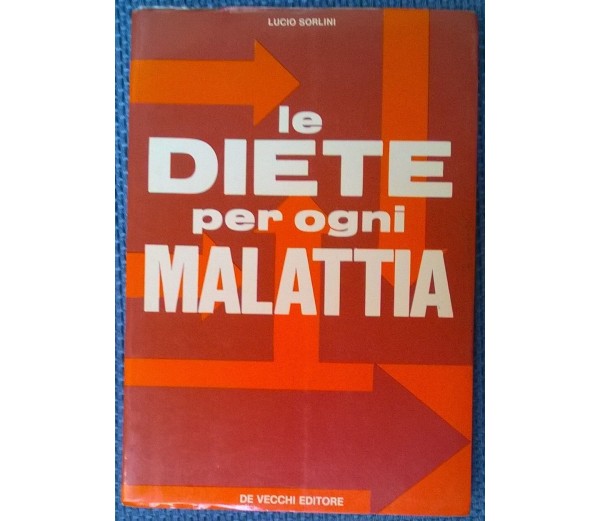 LUCIO SORLINI
le
DIETE
per ogni
MALATTIA
DE VECCHI EDITORE